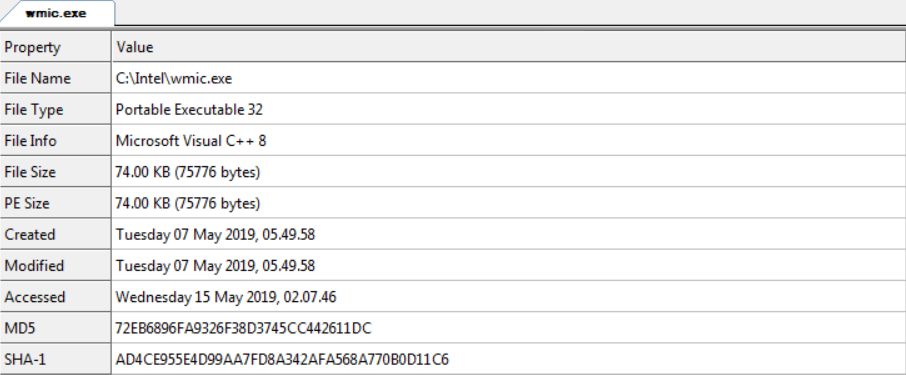 wmic.exe
Property Value
File Name C:\Intel\wmic.exe
File Type Portable Executable 32
File Info Microsoft Visual C++ 8
File Size 74.00 KB (75776 bytes)
PE Size 74.00 KB (75776 bytes)
Created Tuesday 07 May 2019, 05.49.58
Modified Tuesday 07 May 2019, 05.49.58
Accessed Wednesday 15 May 2019, 02.07.46
MD5 72EB6896FA9326F38D3745CC442611DC
SHA-1 AD4CE955E4D99AA7FD8A342AFA568A770B0D11C6